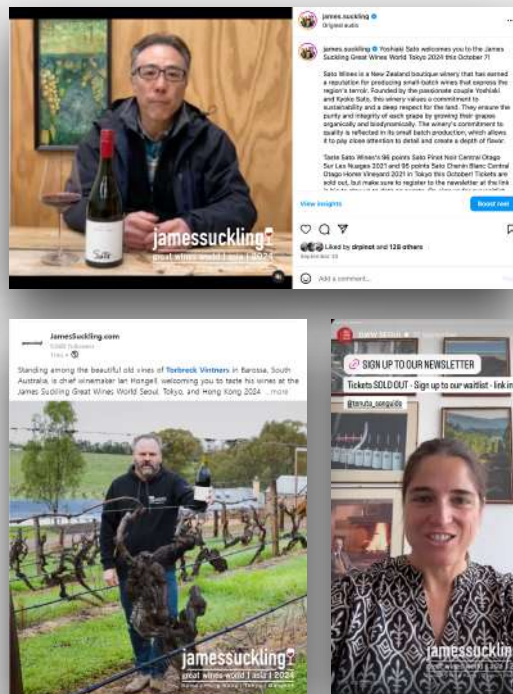 james.suckling
Original audio
james.suckling Yoshiaki Sato welcomes you to the James
Suckling Great Wines World Tokyo 2024 this October 7!
Sato Wines is a New Zealand boutique winery that has earned
a reputation for producing small-batch wines that express the
region's terroir. Founded by the passionate couple Yoshiaki
and Kyoko Sato, this winery values a commitment to
sustainability and a deep respect for the land. They ensure the
purity and integrity of each grape by growing their grapes
organically and biodynamically. The winery's commitment to
quality is reflected in its small batch production, which allows
it to pay close attention to detail and create a depth of flavor.
Taste Sato Wines's 96 points Sato Pinot Noir Central Otago
Sur Les Nuages 2021 and 95 points Sato Chenin Blanc Central
Otago Home Vineyard 2021 in Tokyo this October! Tickets are
sold out, but make sure to register to the newsletter at the link
View insights
Boost reel
Liked by drpinot and 128 others
Add a comment...
Sato
jamessuckling
great wines world | asia | 2024
JamesSuckling.com
Standing among the beautiful old vines of Torbreck Vintners in Barossa, South
Australia, is chief winemaker Ian Hongell, welcoming you to taste his wines at the
James Suckling Great Wines World Seoul, Tokyo, and Hong Kong 2024 ...more
jamessuckling
great wines world | asia | 2024
SIGN UP TO OUR NEWSLETTER
Tickets SOLD OUT - Sign up to our waitlist - link in
@tenuta_sanguido
jamessucklin